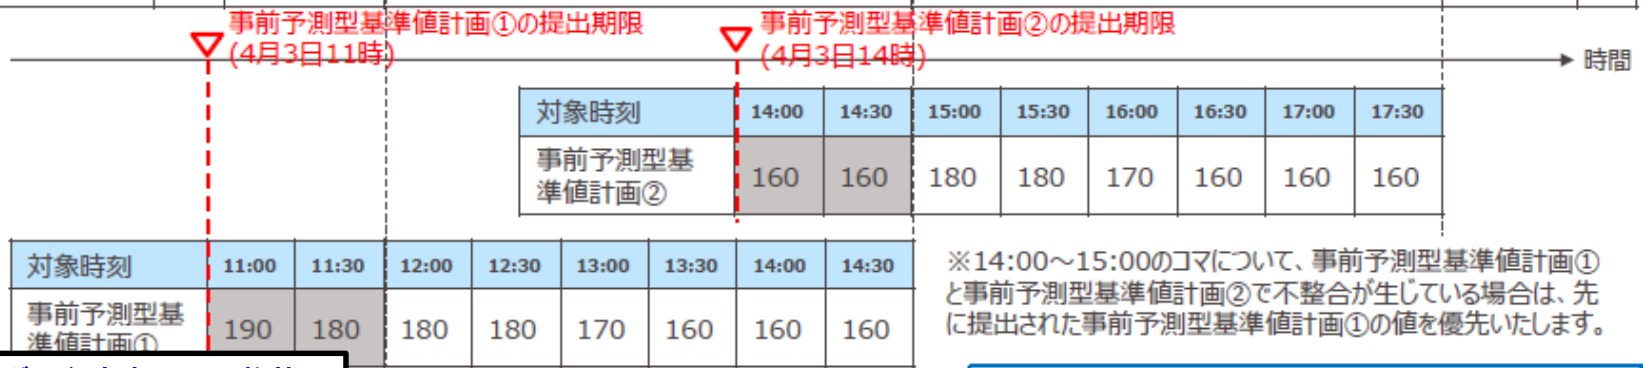 事前予測型基準値計画①の提出期限
(4月3日11時)
事前予測型基準値計画②の提出期限
(4月3日14時)
時間
対象時刻 14:00 14:30 15:00 15:30 16:00 16:30 17:00 17:30
事前予測型基
準値計画② 160 160 180 180 170 160 160 160
対象時刻 11:00 11:30 12:00 12:30 13:00 13:30 14:00 14:30
事前予測型基
準値計画① 190 180 180 180 170 160 160 160
※14:00～15:00のコマについて、事前予測型基準値計画①
と事前予測型基準値計画②で不整合が生じている場合は、先
に提出された事前予測型基準値計画①の値を優先いたします。